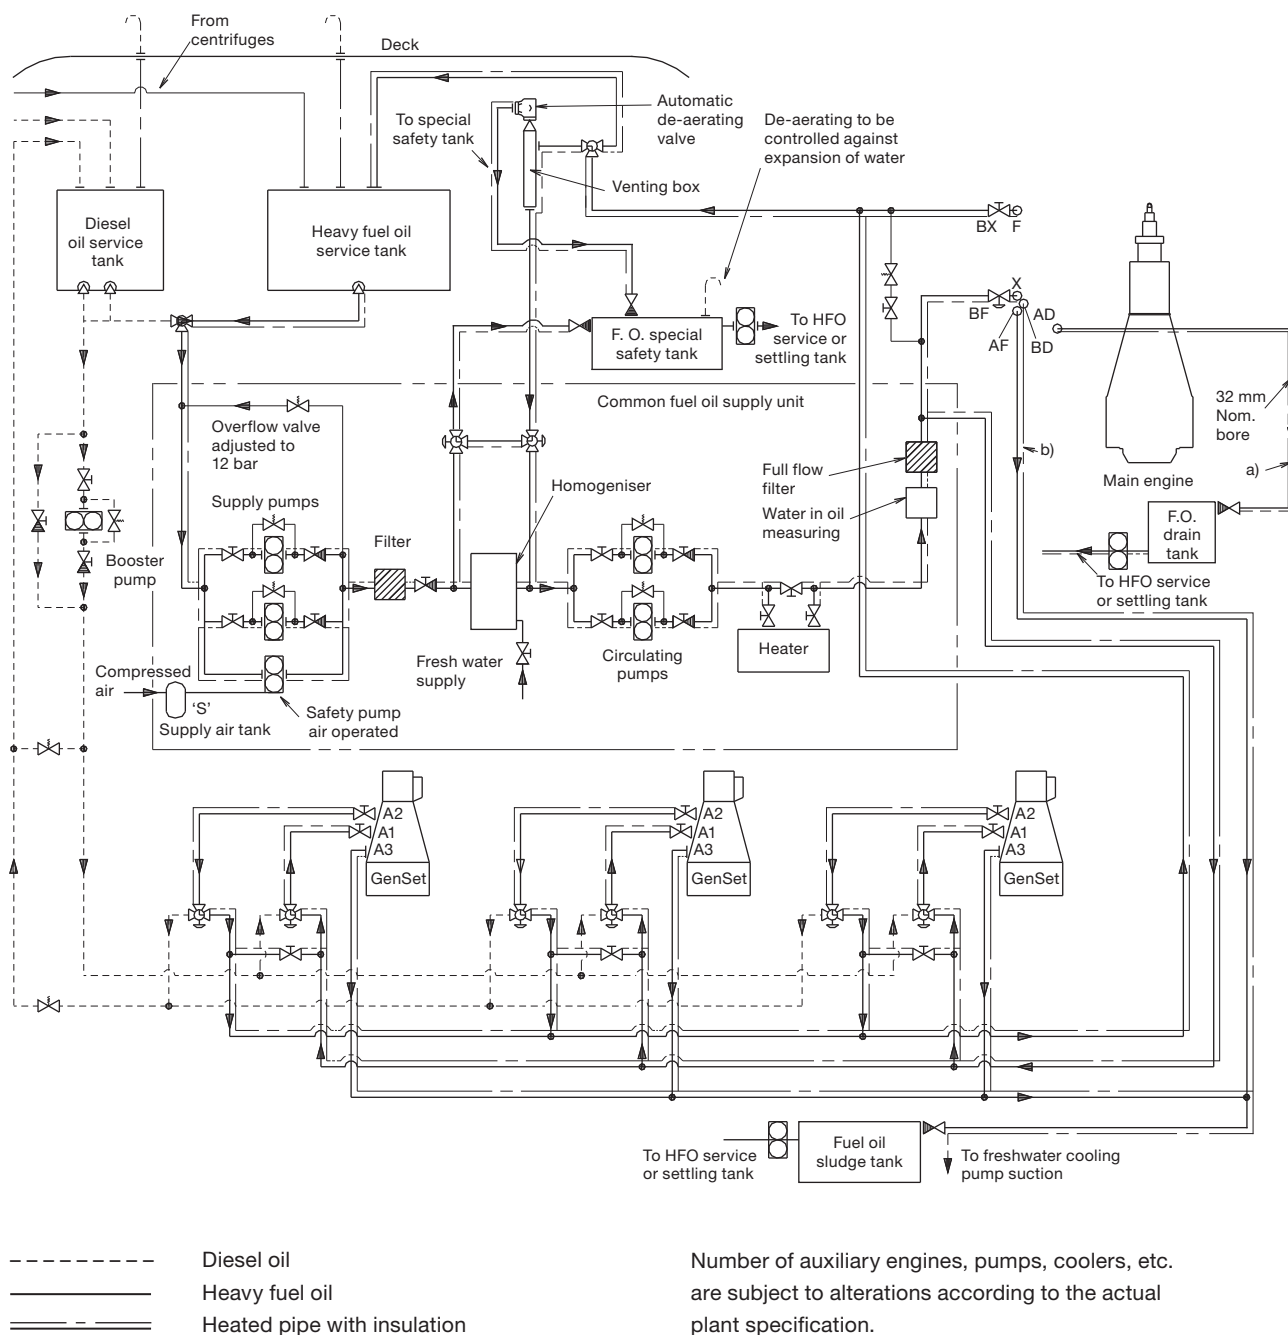 From
centrifuges
Deck
To special
safety tank
Automatic
de-aerating
valve
De-aerating to be
controlled against
expansion of water
Venting box
Diesel
oil service
tank
Heavy fuel oil
service tank
BX F
X
BF
AD
AF
BD
F. O. special
safety tank
To HFO
service or
settling tank
Common fuel oil supply unit
Overflow valve
adjusted to
12 bar
32 mm
Nom.
bore
b)
a)
Main engine
Full flow
filter
Homogeniser
Water in oil
measuring
Supply pumps
Filter
F.O.
drain
tank
Booster
pump
To HFO service
or settling tank
Fresh water
supply
Circulating
pumps
Heater
Compressed
air
'S'
Supply air tank
Safety pump
air operated
A2
A1
A3
GenSet
A2
A1
A3
GenSet
A2
A1
A3
GenSet
To HFO service
or settling tank
Fuel oil
sludge tank
To freshwater cooling
pump suction
Diesel oil
Heavy fuel oil
Heated pipe with insulation
Number of auxiliary engines, pumps, coolers, etc.
are subject to alterations according to the actual
plant specification.